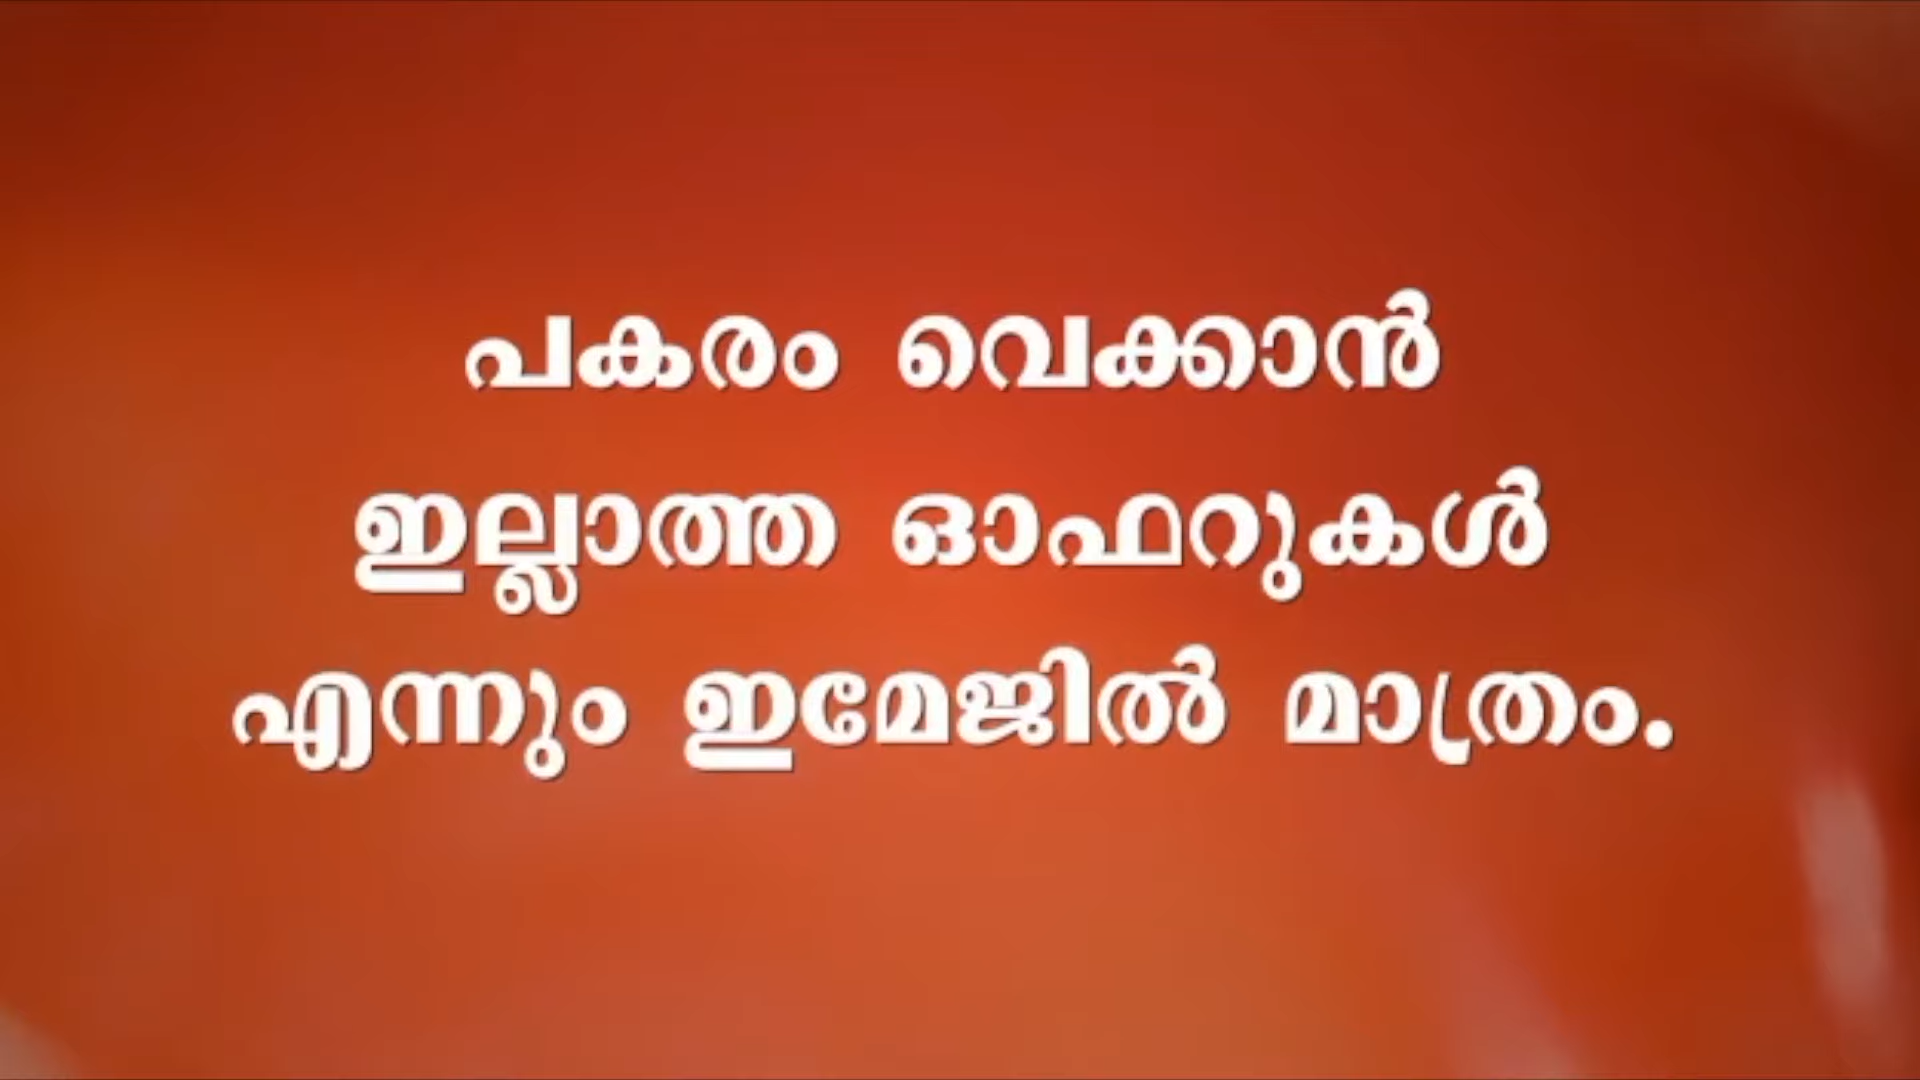 പകരം വെക്കാൻ
ഇല്ലാത്ത ഓഫറുകൾ
എന്നും ഇമേജിൽ മാത്രം.